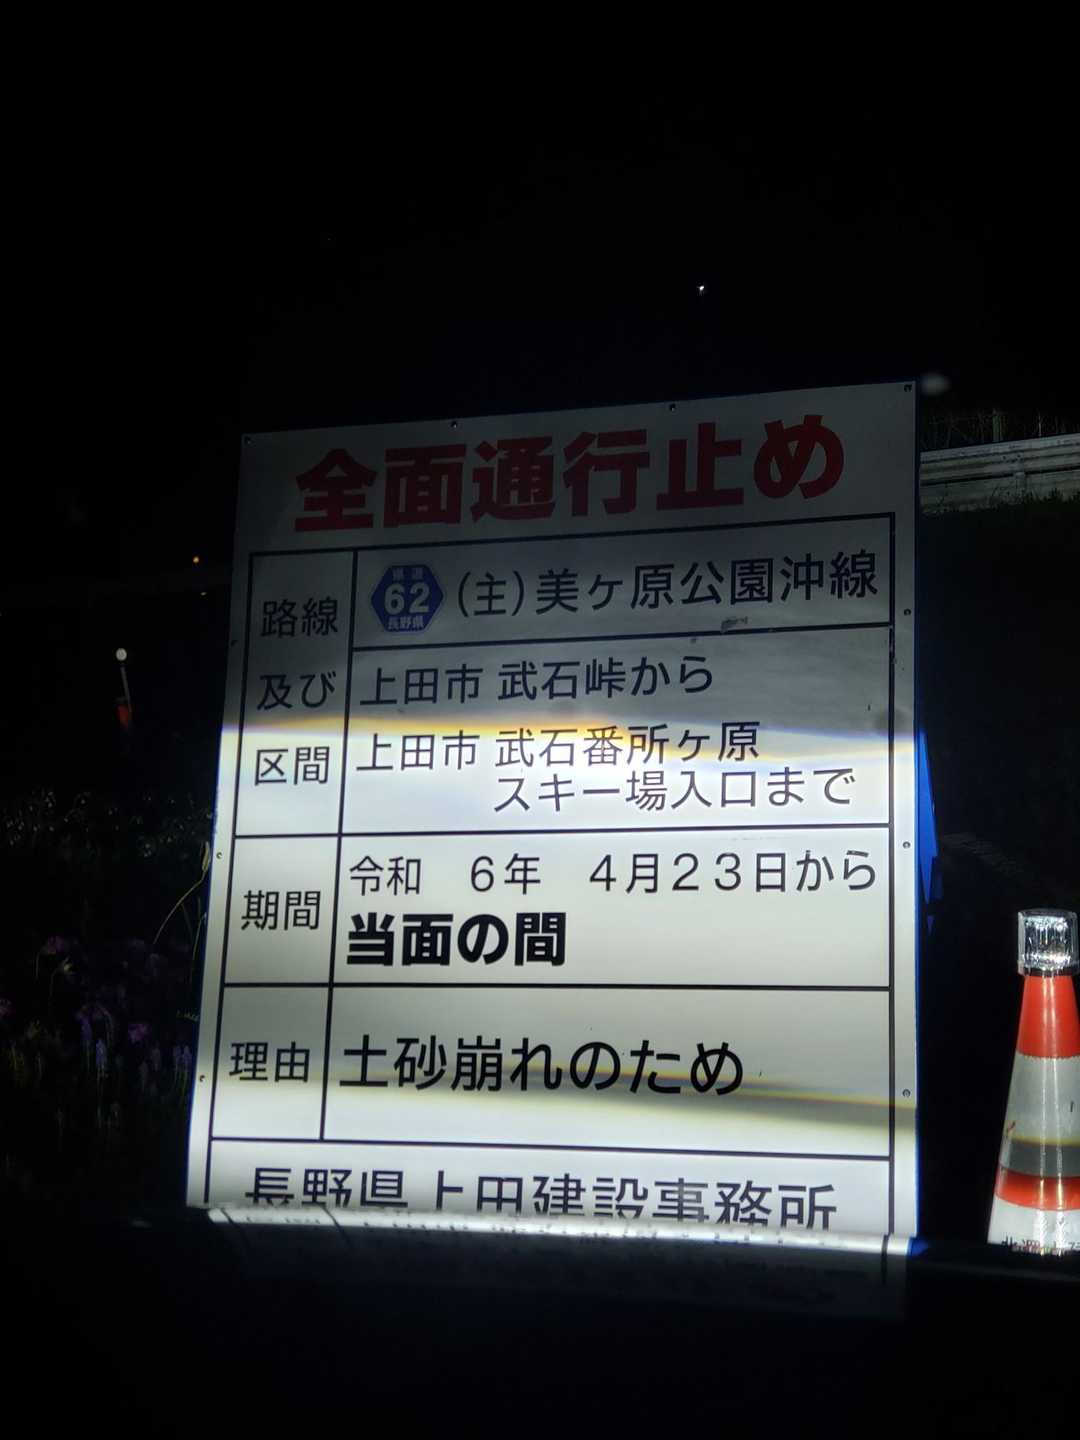 全面通行止め
路線
及び
区間
県道
62
長野県
(主)美ヶ原公園沖線
上田市 武石峠から
上田市 武石番所ヶ原
スキー場入口まで
期間
令和 6年 4月23日から
当面の間
理由
土砂崩れのため
長野県上田建設事務所